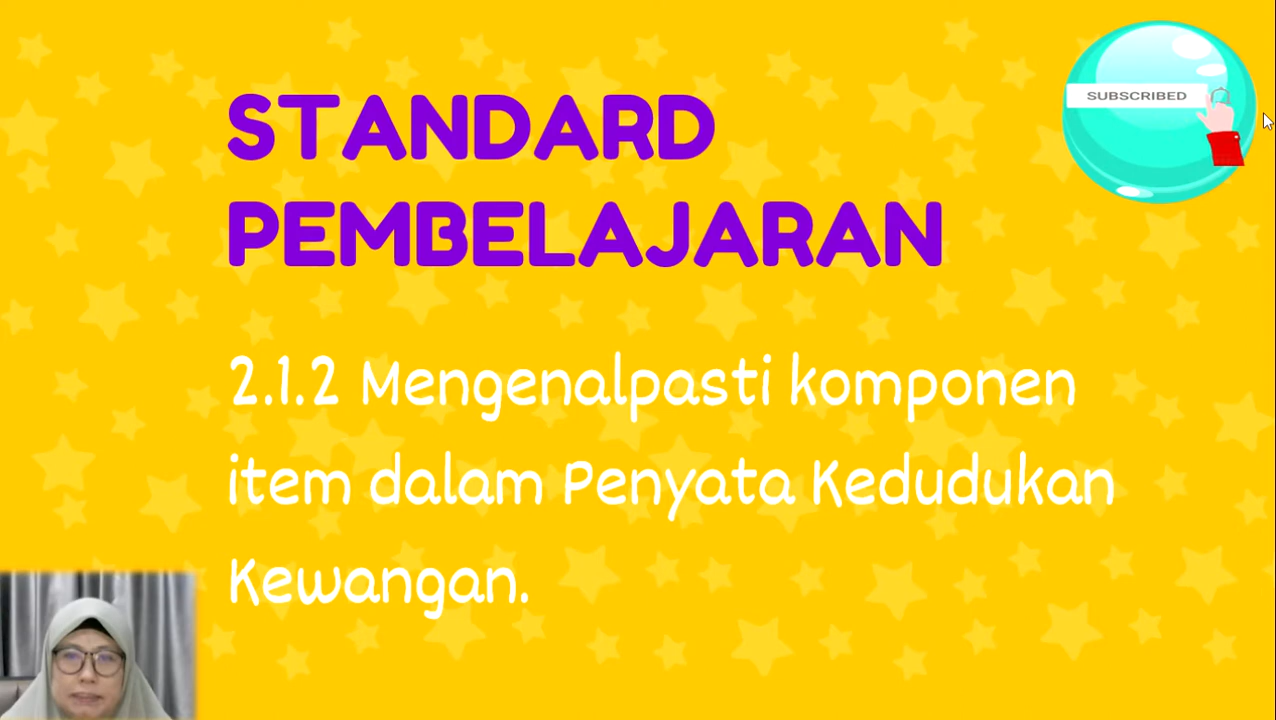 STANDARD
PEMBELAJARAN
SUBSCRIBED
2.1.2 Mengenalpasti komponen
item dalam Penyata Kedudukan
Kewangan.